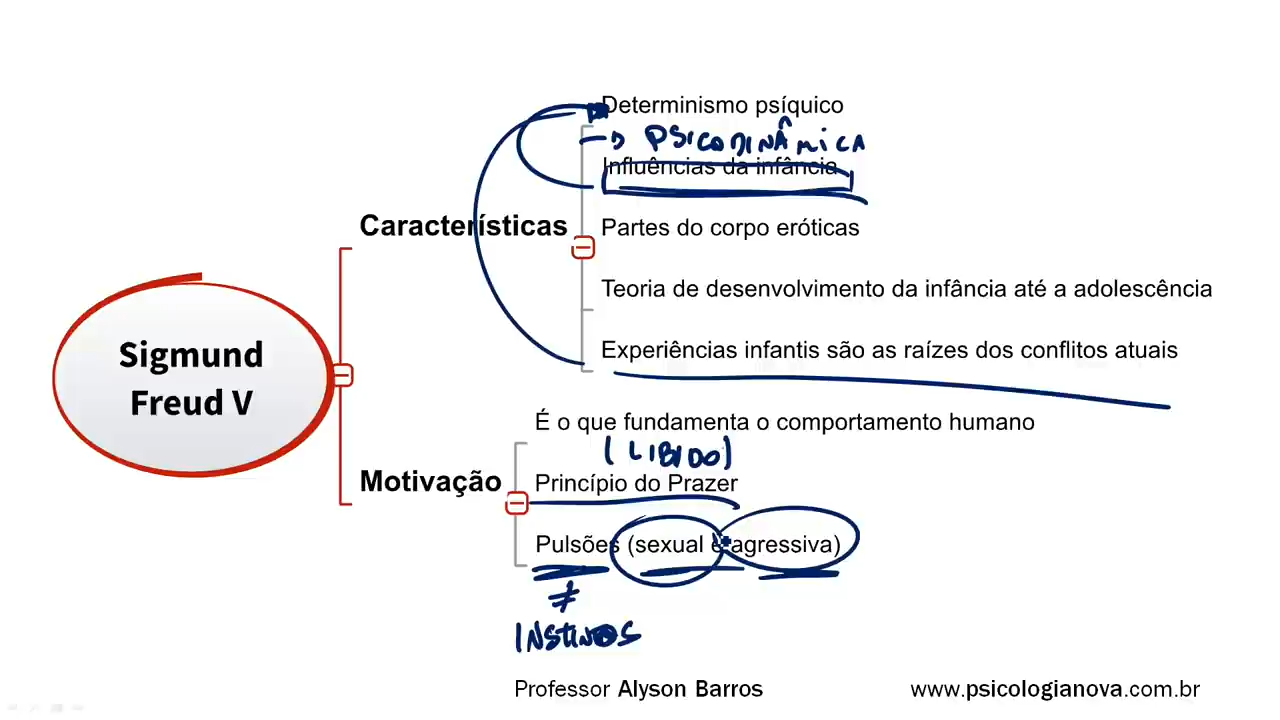 Determinismo psíquico
PSICODINÂMICA
Influências da infância
Características
Partes do corpo eróticas
Teoria de desenvolvimento da infância até a adolescência
Experiências infantis são as raízes dos conflitos atuais
Sigmund
Freud V
É o que fundamenta o comportamento humano
(LIBIDO)
Motivação
Princípio do Prazer
Pulsões (sexual e agressiva)
≠
Professor Alyson Barros
www.psicologianova.com.br